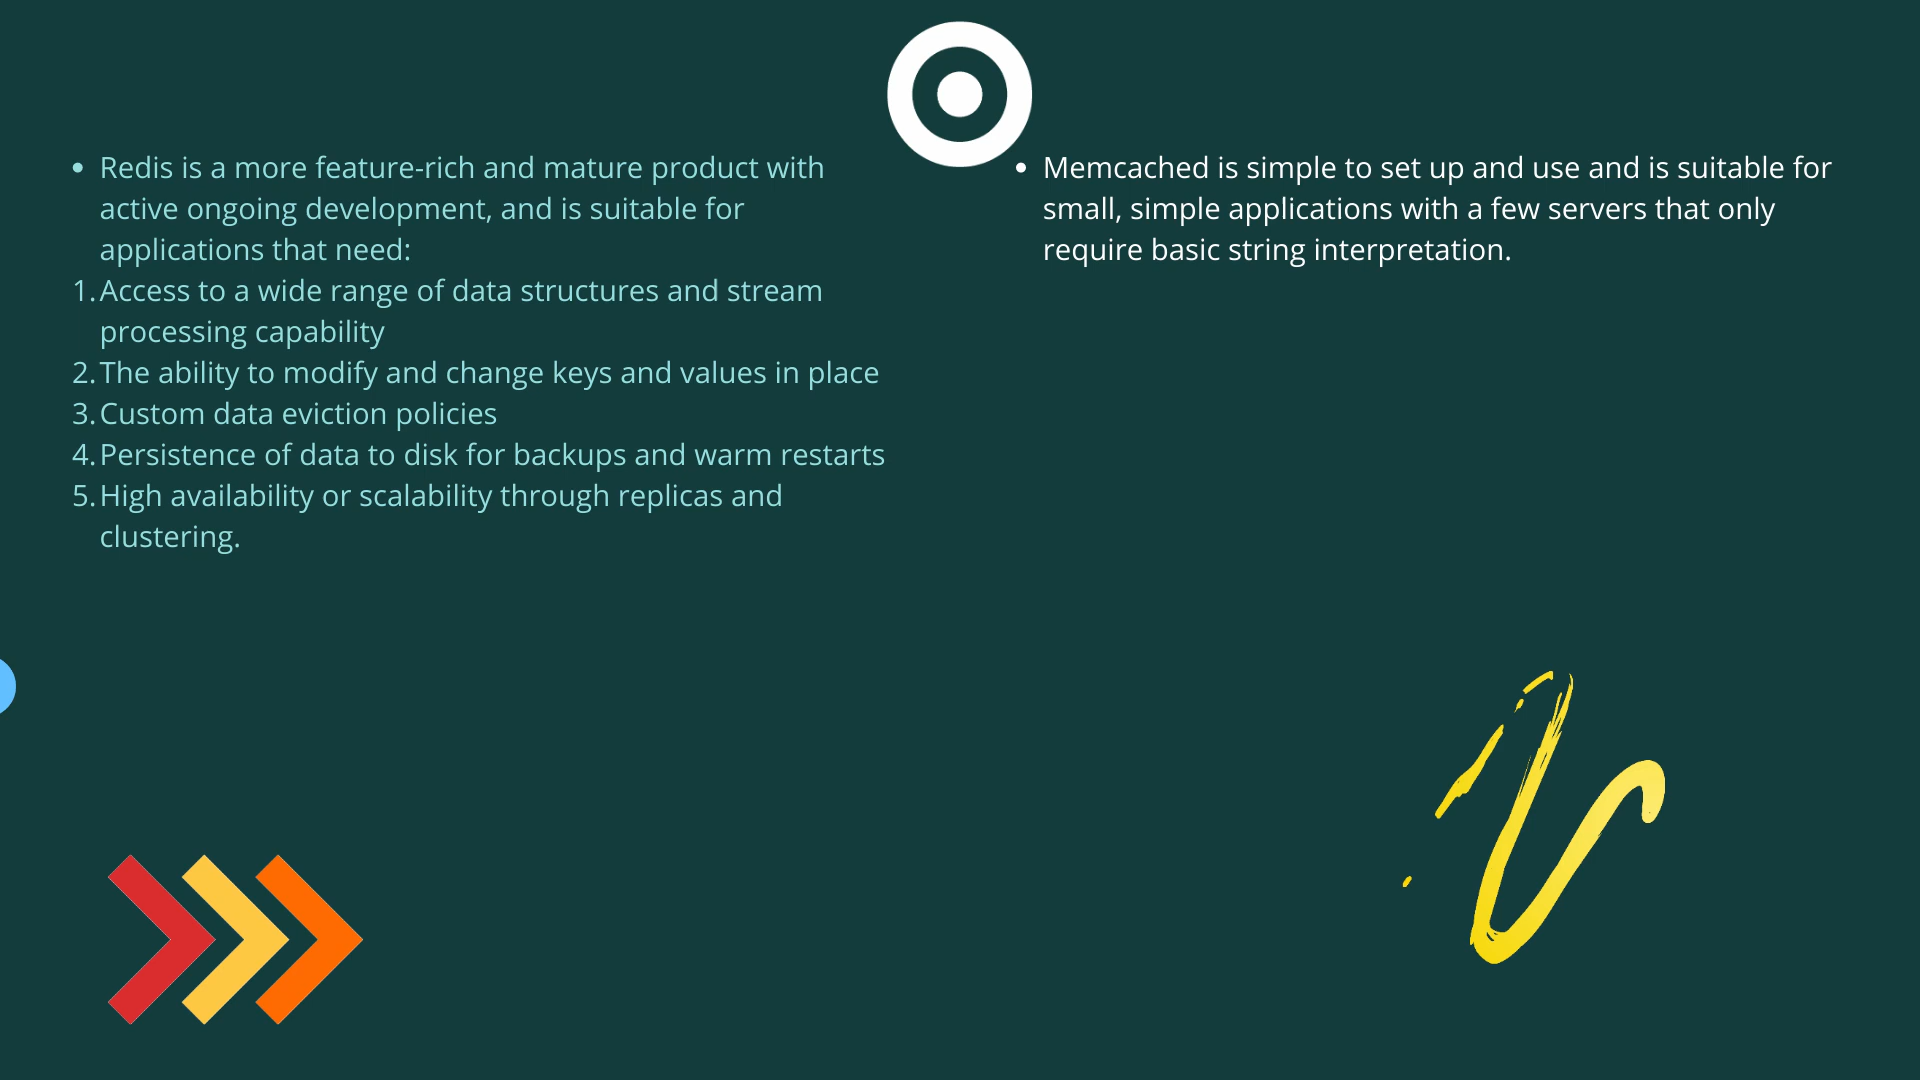 • Redis is a more feature-rich and mature product with
active ongoing development, and is suitable for
applications that need:
1. Access to a wide range of data structures and stream
processing capability
2. The ability to modify and change keys and values in place
3. Custom data eviction policies
4. Persistence of data to disk for backups and warm restarts
5. High availability or scalability through replicas and
clustering.
• Memcached is simple to set up and use and is suitable for
small, simple applications with a few servers that only
require basic string interpretation.